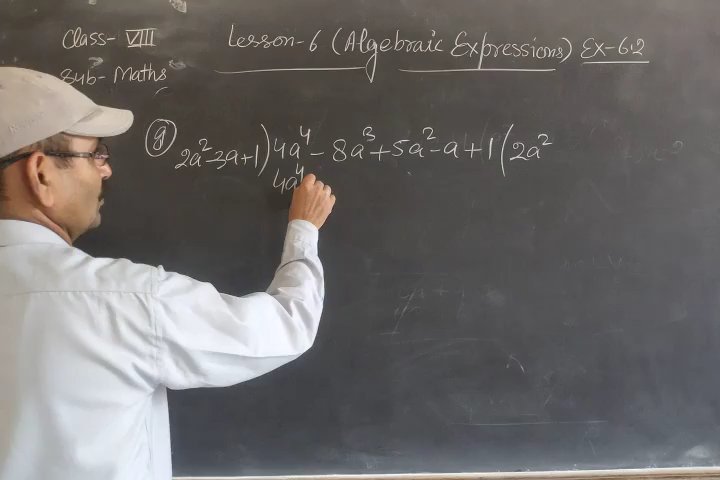 Class- VIII
Lesson-6 (Algebraic Expressions) Ex-6.2
Sub- Maths
(g) 2a²-3a+1)4a⁴-8a³+5a²-a+1(2a²
4a⁴